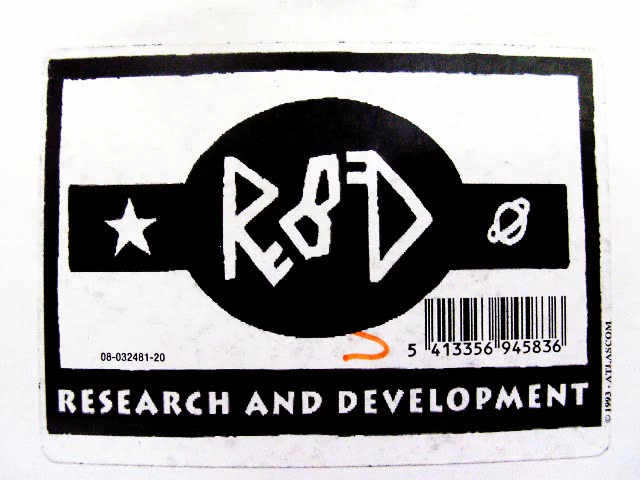 R&D
08-032481-20
5 413356 945836
RESEARCH AND DEVELOPMENT
© 1993 - ATLASCOM